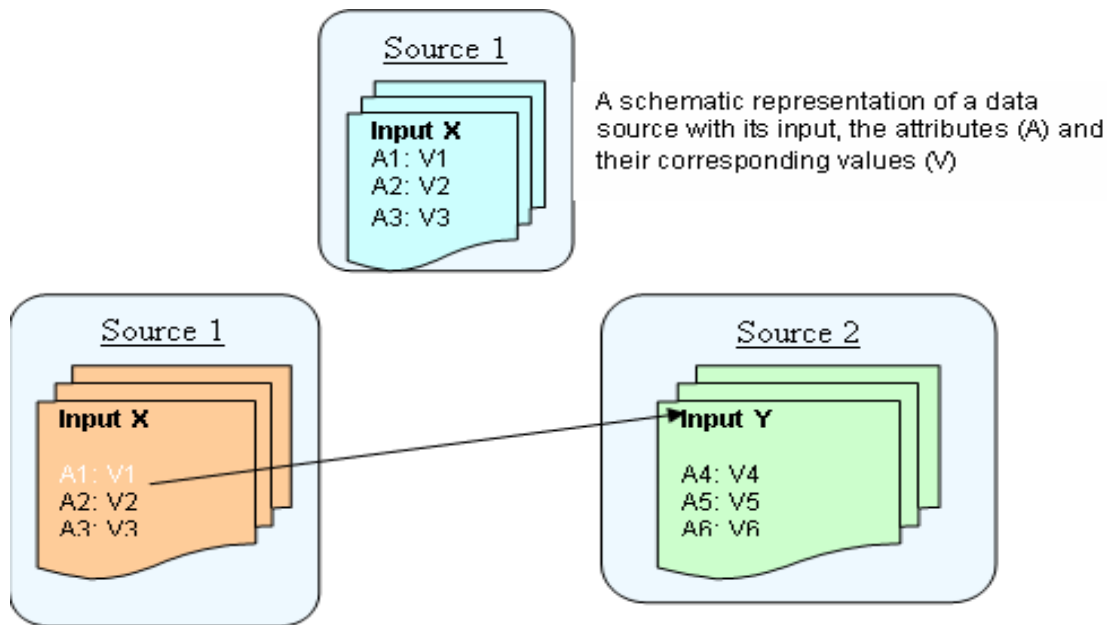 Source 1
Input X
A1: V1
A2: V2
A3: V3
A schematic representation of a data
source with its input, the attributes (A) and
their corresponding values (V)
Source 1
Input X
A1: V1
A2: V2
A3: V3
Source 2
Input Y
A4: V4
A5: V5
A6: V6